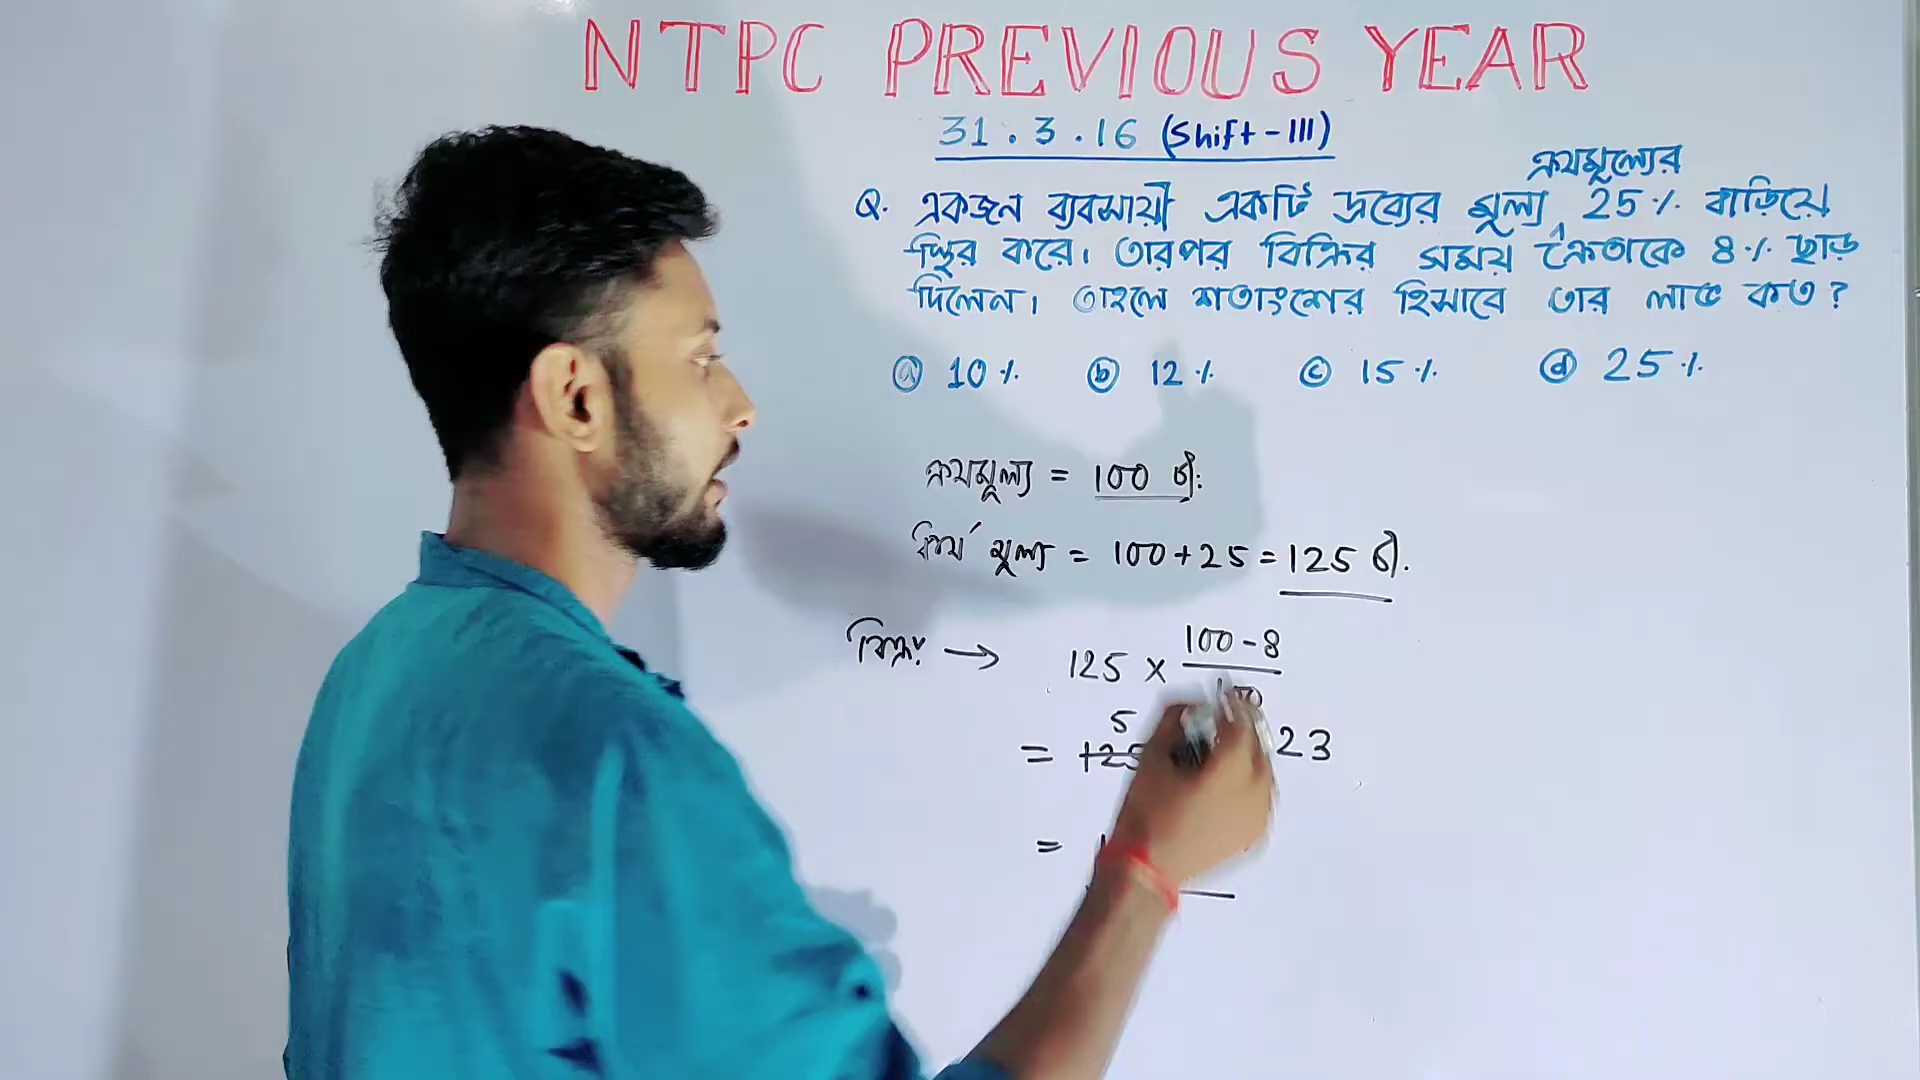 NTPC PREVIOUS YEAR
31.3.16 (Shift-III)
ক্রয়মূল্যের
Q. একজন ব্যবসায়ী একটি দ্রব্যের মূল্য 25% বাড়িয়ে
স্থির করে। তারপর বিক্রির সময় ক্রেতাকে 8% ছাড়
দিলেন। তাহলে শতাংশের হিসাবে তার লাভ কত?
ⓐ 10% ⓑ 12% ⓒ 15% ⓓ 25%
ক্রয়মূল্য = 100 টা:
ধার্য মূল্য = 100+25 = 125 টা.
বিক্রয় → 125 × 100-8
5
= 125 23
=